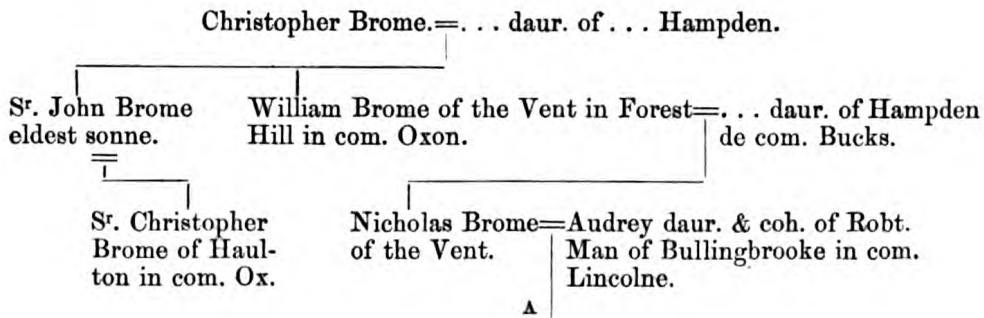 Christopher Brome.=. . . daur. of . . . Hampden.
Sʳ. John Brome
eldest sonne.
William Brome of the Vent in Forest=. . . daur. of Hampden
Hill in com. Oxon.
de com. Bucks.
Sʳ. Christopher
Brome of Haul-
ton in com. Ox.
Nicholas Brome=Audrey daur. & coh. of Robt.
of the Vent.
Man of Bullingbrooke in com.
Lincolne.
A